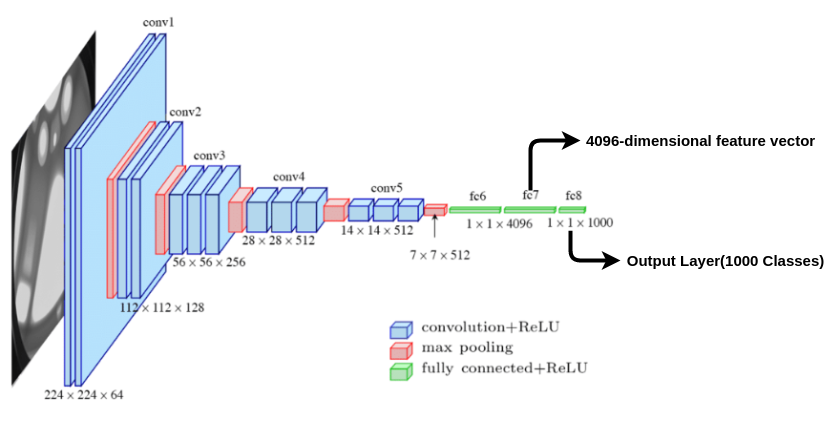 conv1
conv2
conv3
conv4
conv5
fc6
fc7
fc8
4096-dimensional feature vector
1 × 1 × 4096
1 × 1 × 1000
14 × 14 × 512
28 × 28 × 512
7 × 7 × 512
56 × 56 × 256
Output Layer(1000 Classes)
112 × 112 × 128
224 × 224 × 64
convolution+ReLU
max pooling
fully connected+ReLU